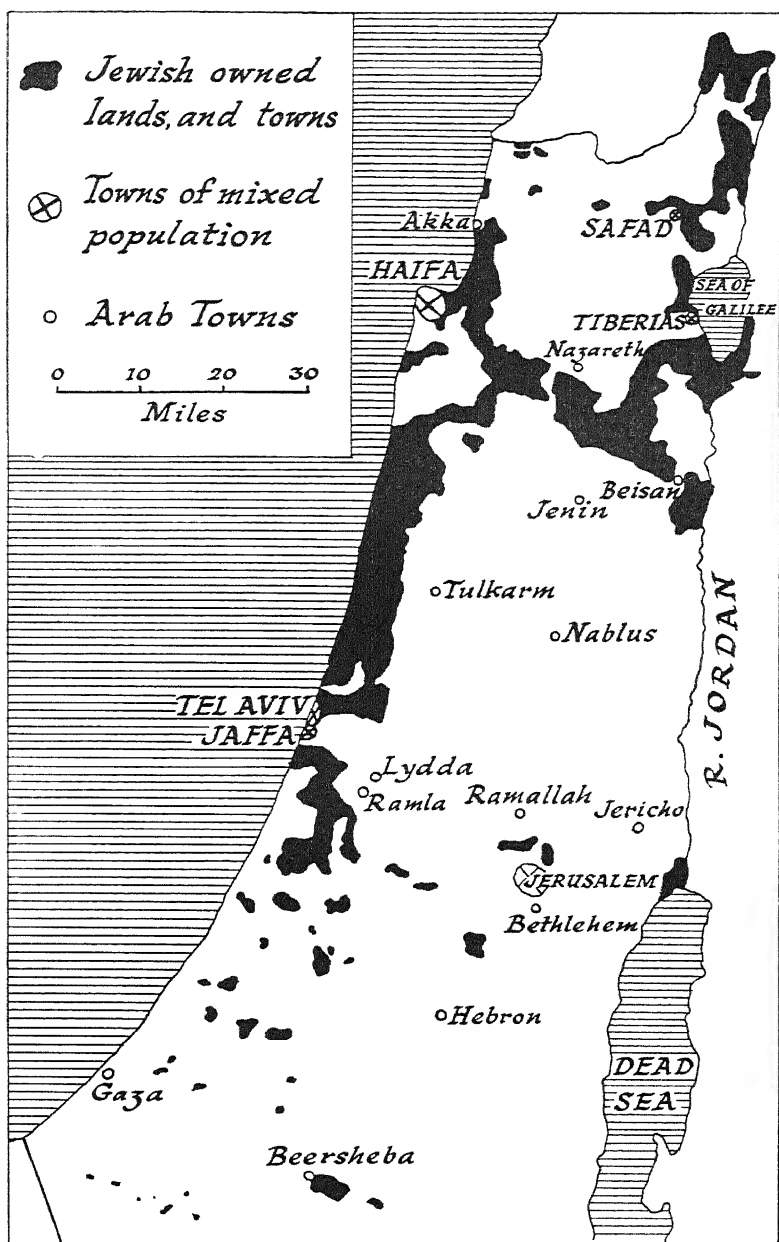 Jewish owned
lands, and towns
Towns of mixed
population
Arab Towns
0 10 20 30
Miles
Akka
SAFAD
HAIFA
SEA OF
GALILEE
TIBERIAS
Nazareth
Beisan
Jenin
Tulkarm
Nablus
R. JORDAN
TEL AVIV
JAFFA
Lydda
Ramla
Ramallah
Jericho
JERUSALEM
Bethlehem
Hebron
DEAD
SEA
Gaza
Beersheba